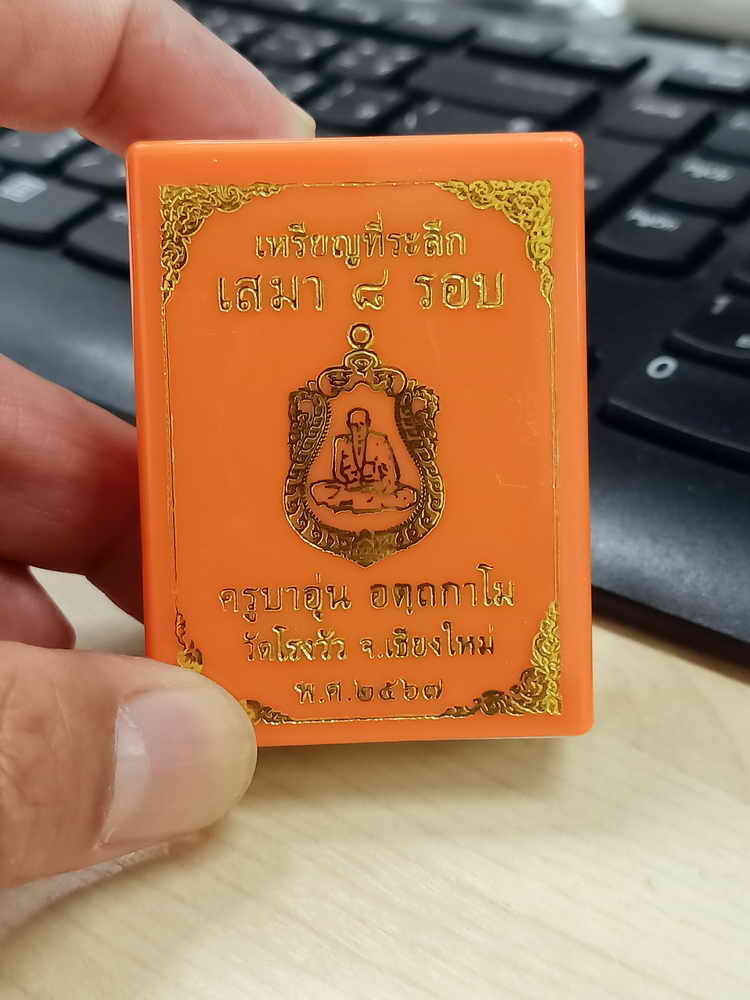 เหรียญที่ระลึก
เสมา ๘ รอบ
ครูบาอุ่น อตฺถกาโม
วัดโรงวัว จ.เชียงใหม่
พ.ศ.๒๕๖๗